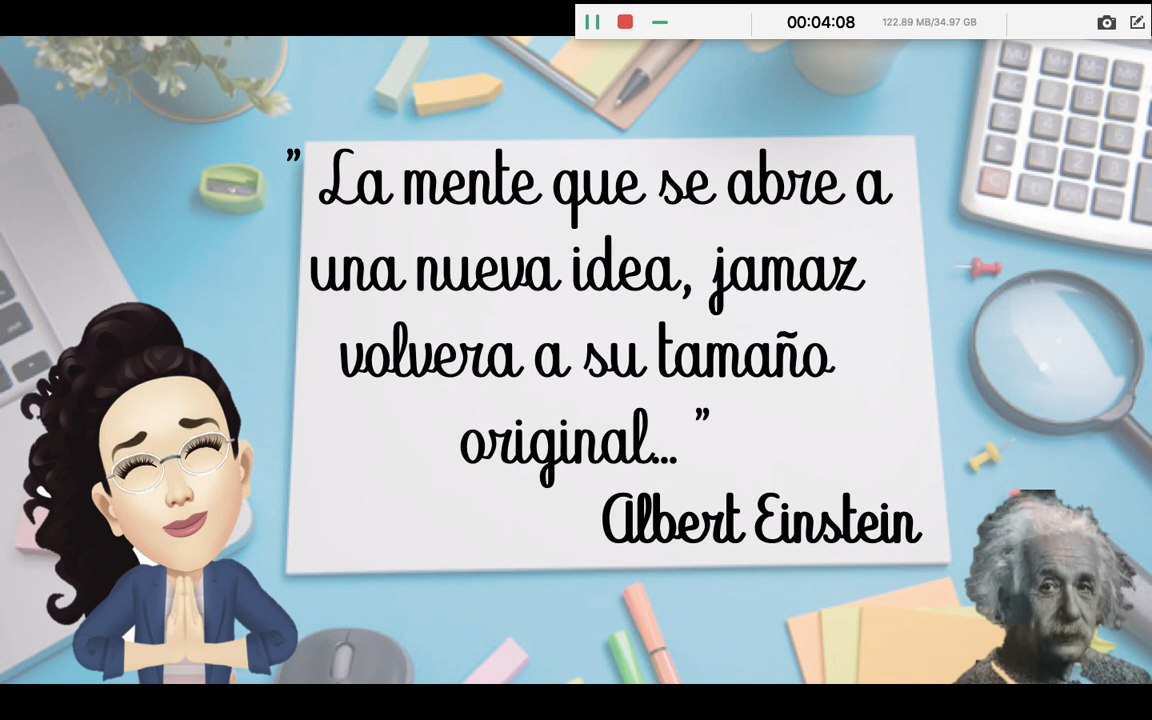 00:04:08 122.89 MB/34.97 GB
” La mente que se abre a
una nueva idea, jamaz
volvera a su tamaño
original... ”
Albert Einstein